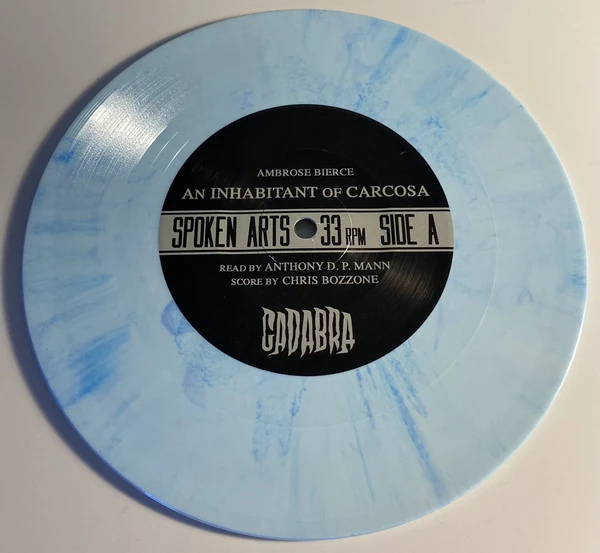 AMBROSE BIERCE
AN INHABITANT OF CARCOSA
SPOKEN ARTS 33 RPM SIDE A
READ BY ANTHONY D. P. MANN
SCORE BY CHRIS BOZZONE
CADABRA